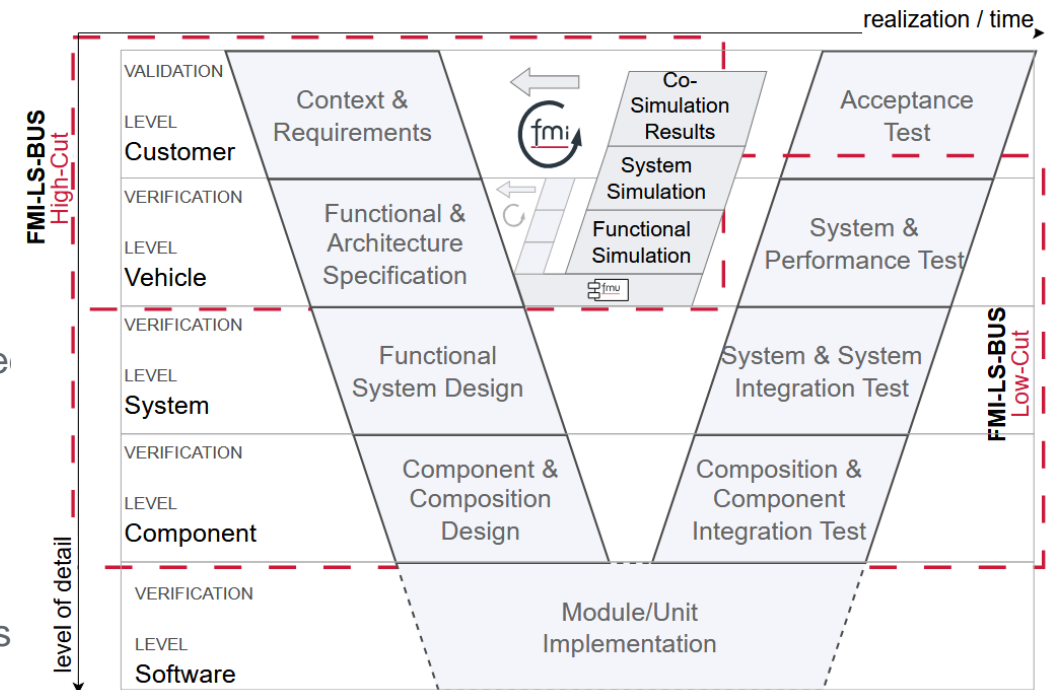 realization / time
VALIDATION
LEVEL
Customer
Context &
Requirements
fmi
Co-
Simulation
Results
System
Simulation
Functional
Simulation
fmu
Acceptance
Test
FMI-LS-BUS
High-Cut
VERIFICATION
LEVEL
Vehicle
Functional &
Architecture
Specification
System &
Performance Test
VERIFICATION
LEVEL
System
Functional
System Design
System & System
Integration Test
FMI-LS-BUS
Low-Cut
VERIFICATION
LEVEL
Component
Component &
Composition
Design
Composition &
Component
Integration Test
level of detail
VERIFICATION
LEVEL
Software
Module/Unit
Implementation
s